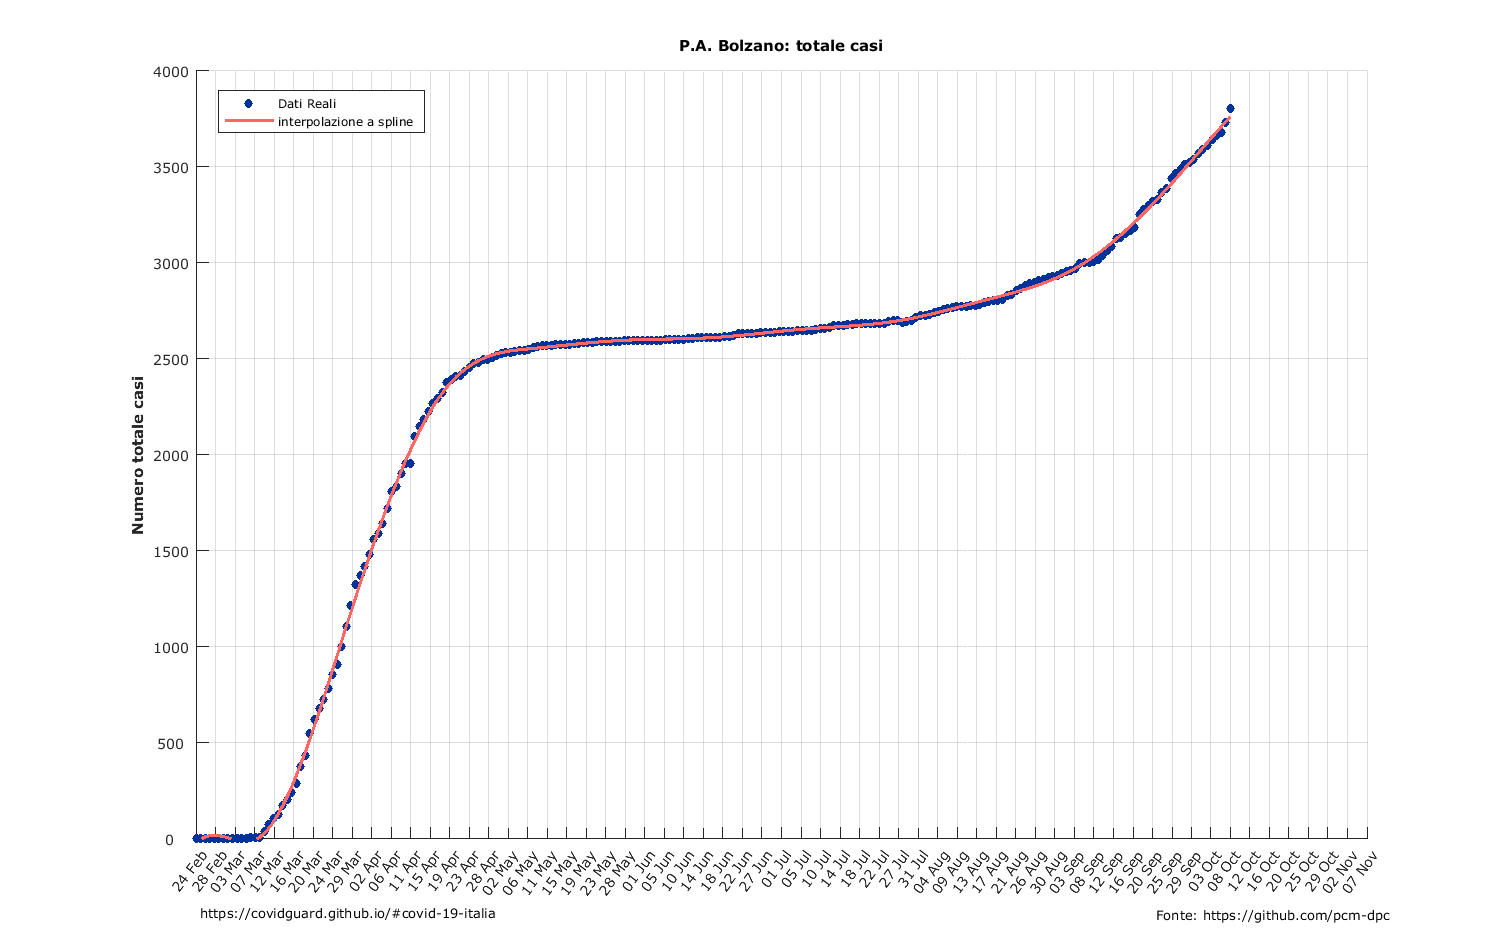 P.A. Bolzano: totale casi
Dati Reali
interpolazione a spline
Numero totale casi
4000
3500
3000
2500
2000
1500
1000
500
0
24 Feb
28 Feb
03 Mar
07 Mar
12 Mar
16 Mar
20 Mar
24 Mar
29 Mar
02 Apr
06 Apr
11 Apr
15 Apr
19 Apr
23 Apr
28 Apr
02 May
06 May
11 May
15 May
19 May
23 May
28 May
01 Jun
05 Jun
10 Jun
14 Jun
18 Jun
22 Jun
27 Jun
01 Jul
05 Jul
10 Jul
14 Jul
18 Jul
22 Jul
27 Jul
31 Jul
04 Aug
09 Aug
13 Aug
17 Aug
21 Aug
26 Aug
30 Aug
03 Sep
08 Sep
12 Sep
16 Sep
20 Sep
25 Sep
29 Sep
03 Oct
08 Oct
12 Oct
16 Oct
20 Oct
25 Oct
29 Oct
02 Nov
07 Nov
https://covidguard.github.io/#covid-19-italia
Fonte: https://github.com/pcm-dpc